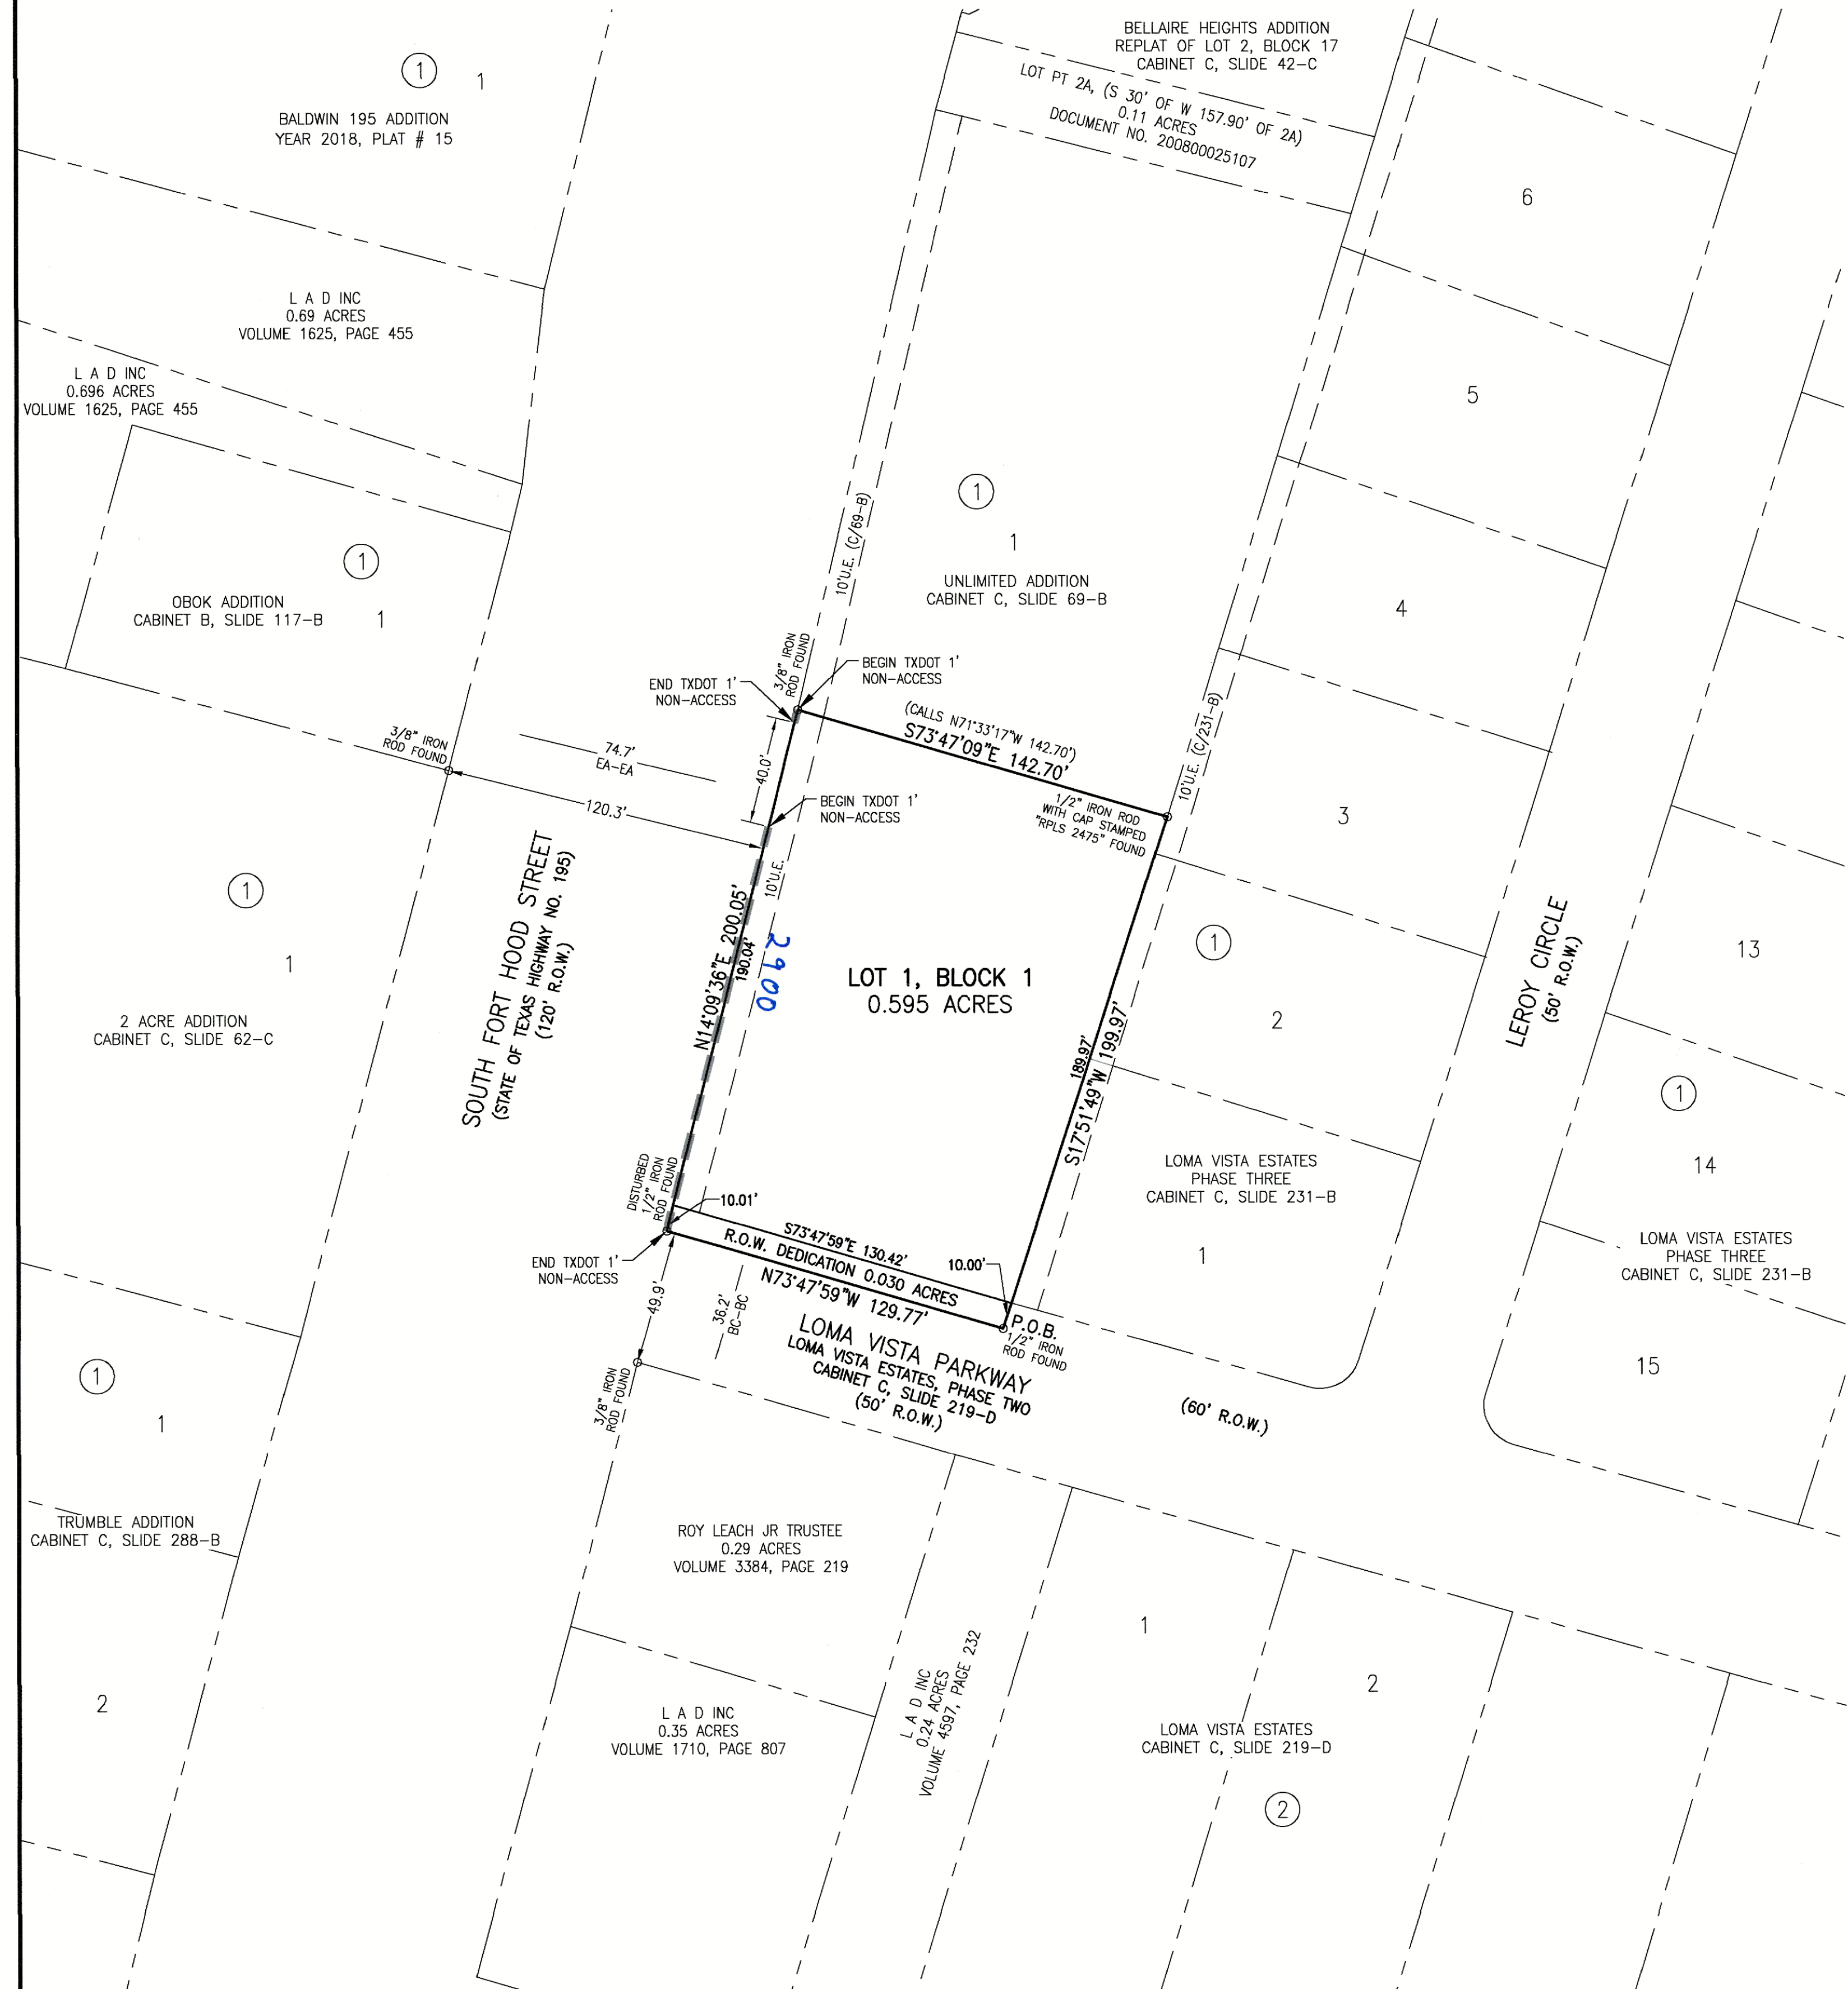 BELLAIRE HEIGHTS ADDITION
REPLAT OF LOT 2, BLOCK 17
CABINET C, SLIDE 42-C
LOT PT 2A, (S 30' OF W 157.90' OF 2A)
0.11 ACRES
DOCUMENT NO. 200800025107
1
1
BALDWIN 195 ADDITION
YEAR 2018, PLAT # 15
6
L A D INC
0.69 ACRES
VOLUME 1625, PAGE 455
L A D INC
0.696 ACRES
VOLUME 1625, PAGE 455
5
1
1
UNLIMITED ADDITION
CABINET C, SLIDE 69-B
10'U.E. (C/69-B)
1
OBOK ADDITION
CABINET B, SLIDE 117-B
1
4
3/8" IRON
ROD FOUND
BEGIN TXDOT 1'
NON-ACCESS
END TXDOT 1'
NON-ACCESS
(CALLS N71°33'17"W 142.70')
S73°47'09"E 142.70'
10'U.E. (C/231-B)
3/8" IRON
ROD FOUND
74.7'
EA-EA
40.0'
120.3'
BEGIN TXDOT 1'
NON-ACCESS
1/2" IRON ROD
WITH CAP STAMPED
"RPLS 2475" FOUND
3
SOUTH FORT HOOD STREET
(STATE OF TEXAS HIGHWAY NO. 195)
(120' R.O.W.)
10'U.E.
N14°09'36"E 200.05'
190.04'
2900
LOT 1, BLOCK 1
0.595 ACRES
1
2
LEROY CIRCLE
(50' R.O.W.)
13
1
1
2 ACRE ADDITION
CABINET C, SLIDE 62-C
189.97'
S17°51'49"W 199.97'
1
14
LOMA VISTA ESTATES
PHASE THREE
CABINET C, SLIDE 231-B
1
DISTURBED
1/2" IRON
ROD FOUND
10.01'
S73°47'59"E 130.42'
R.O.W. DEDICATION 0.030 ACRES
10.00'
N73°47'59"W 129.77'
END TXDOT 1'
NON-ACCESS
49.9'
36.2'
BC-BC
P.O.B.
1/2" IRON
ROD FOUND
LOMA VISTA ESTATES
PHASE THREE
CABINET C, SLIDE 231-B
15
LOMA VISTA PARKWAY
LOMA VISTA ESTATES, PHASE TWO
CABINET C, SLIDE 219-D
(50' R.O.W.)
(60' R.O.W.)
3/8" IRON
ROD FOUND
1
1
TRUMBLE ADDITION
CABINET C, SLIDE 288-B
2
ROY LEACH JR TRUSTEE
0.29 ACRES
VOLUME 3384, PAGE 219
L A D INC
0.35 ACRES
VOLUME 1710, PAGE 807
L A D INC
0.24 ACRES
VOLUME 4597, PAGE 232
1
2
LOMA VISTA ESTATES
CABINET C, SLIDE 219-D
2